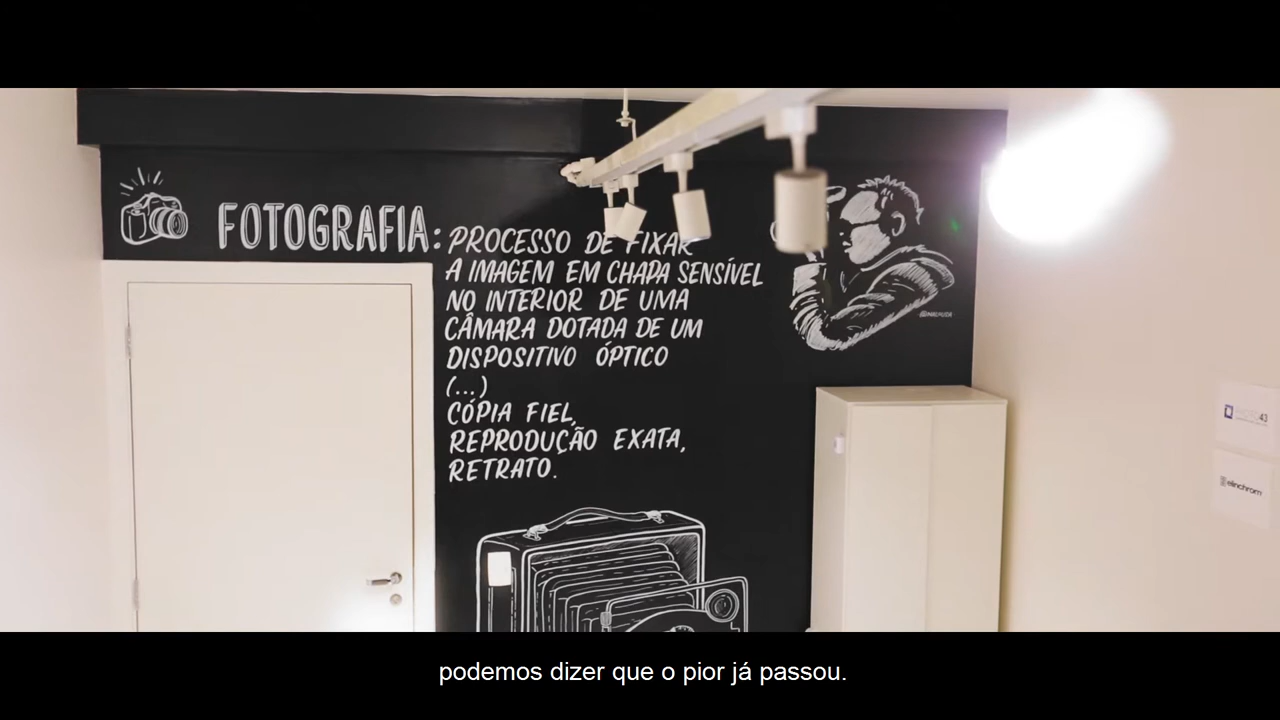 FOTOGRAFIA:
PROCESSO DE FIXAR
A IMAGEM EM CHAPA SENSÍVEL
NO INTERIOR DE UMA
CÂMARA DOTADA DE UM
DISPOSITIVO ÓPTICO
(...)
CÓPIA FIEL,
REPRODUÇÃO EXATA,
RETRATO.
43
elinchrom
podemos dizer que o pior já passou.